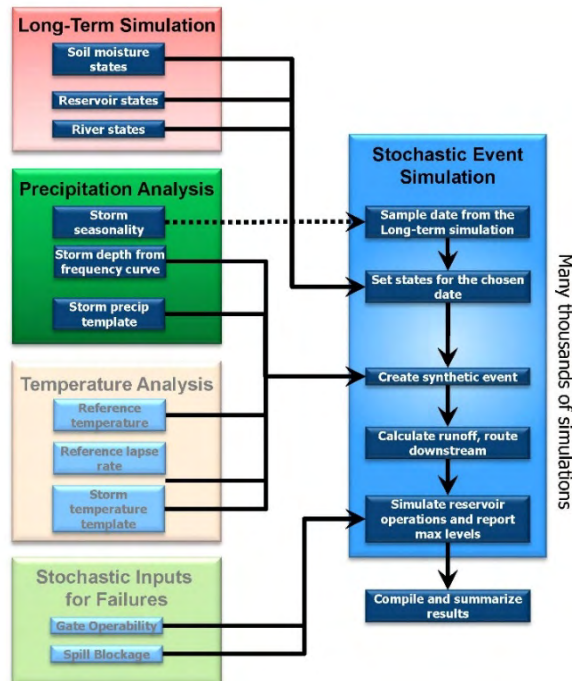 Long-Term Simulation
Soil moisture
states
Reservoir states
River states
Precipitation Analysis
Storm
seasonality
Storm depth from
frequency curve
Storm precip
template
Temperature Analysis
Reference
temperature
Reference lapse
rate
Storm
temperature
template
Stochastic Inputs
for Failures
Gate Operability
Spill Blockage
Stochastic Event
Simulation
Sample date from the
Long-term simulation
Set states for the chosen
date
Create synthetic event
Calculate runoff, route
downstream
Simulate reservoir
operations and report
max levels
Compile and summarize
results
Many thousands of simulations